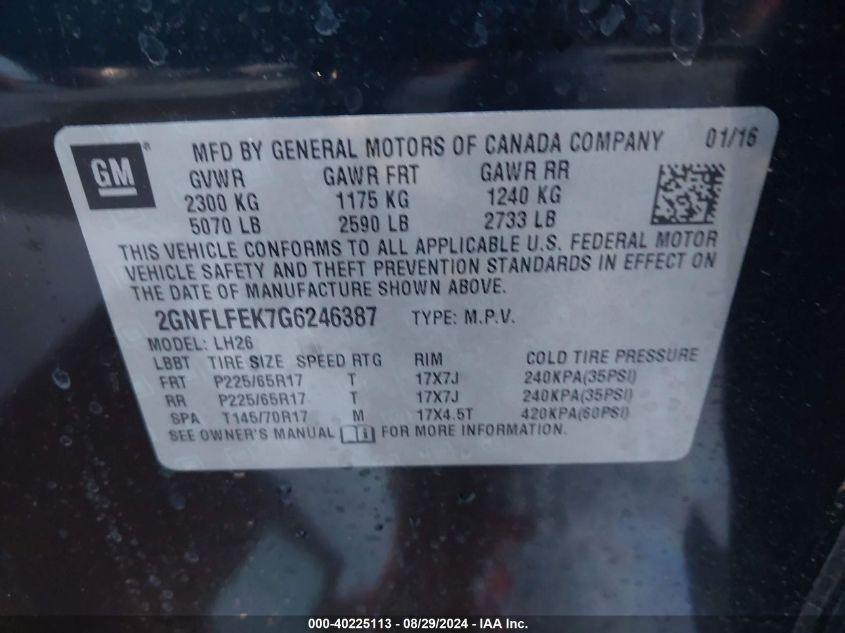 GM® MFD BY GENERAL MOTORS OF CANADA COMPANY 01/16
GVWR GAWR FRT GAWR RR
2300 KG 1175 KG 1240 KG
5070 LB 2590 LB 2733 LB
THIS VEHICLE CONFORMS TO ALL APPLICABLE U.S. FEDERAL MOTOR
VEHICLE SAFETY AND THEFT PREVENTION STANDARDS IN EFFECT ON
THE DATE OF MANUFACTURE SHOWN ABOVE.
2GNFLFEK7G6246387 TYPE: M.P.V.
MODEL: LH26
LBBT TIRE SIZE SPEED RTG RIM COLD TIRE PRESSURE
FRT P225/65R17 T 17X7J 240KPA(35PSI)
RR P225/65R17 T 17X7J 240KPA(35PSI)
SPA T145/70R17 M 17X4.5T 420KPA(60PSI)
SEE OWNER'S MANUAL FOR MORE INFORMATION.
000-40225113 - 08/29/2024 - IAA Inc.